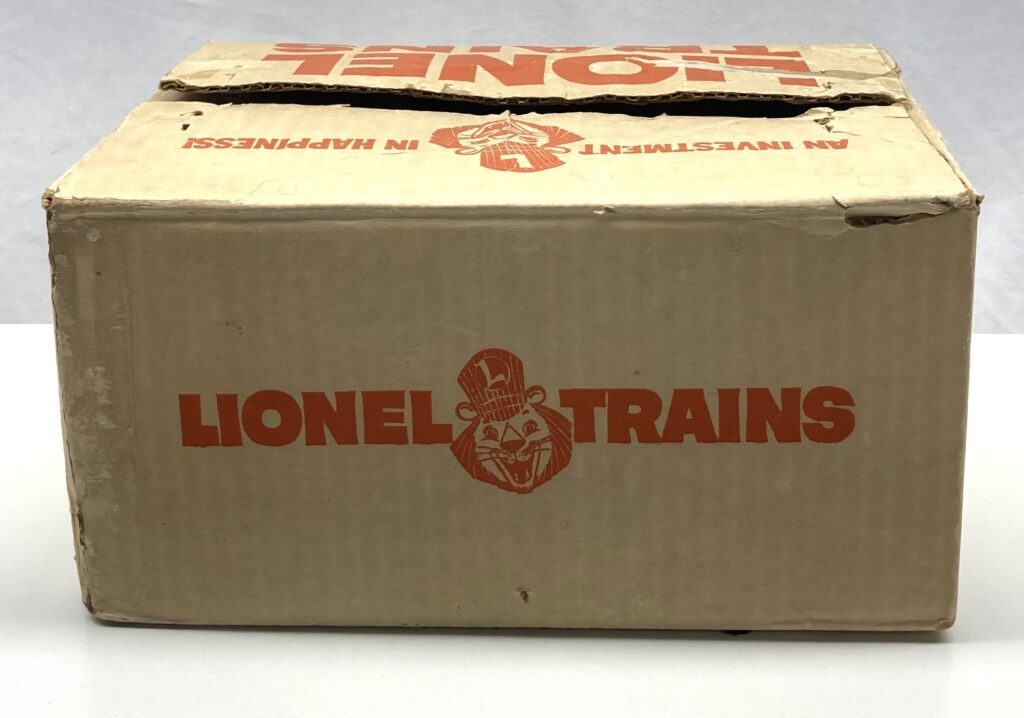 LIONEL
TRAINS
AN INVESTMENT IN HAPPINESS!
L
LIONEL L TRAINS